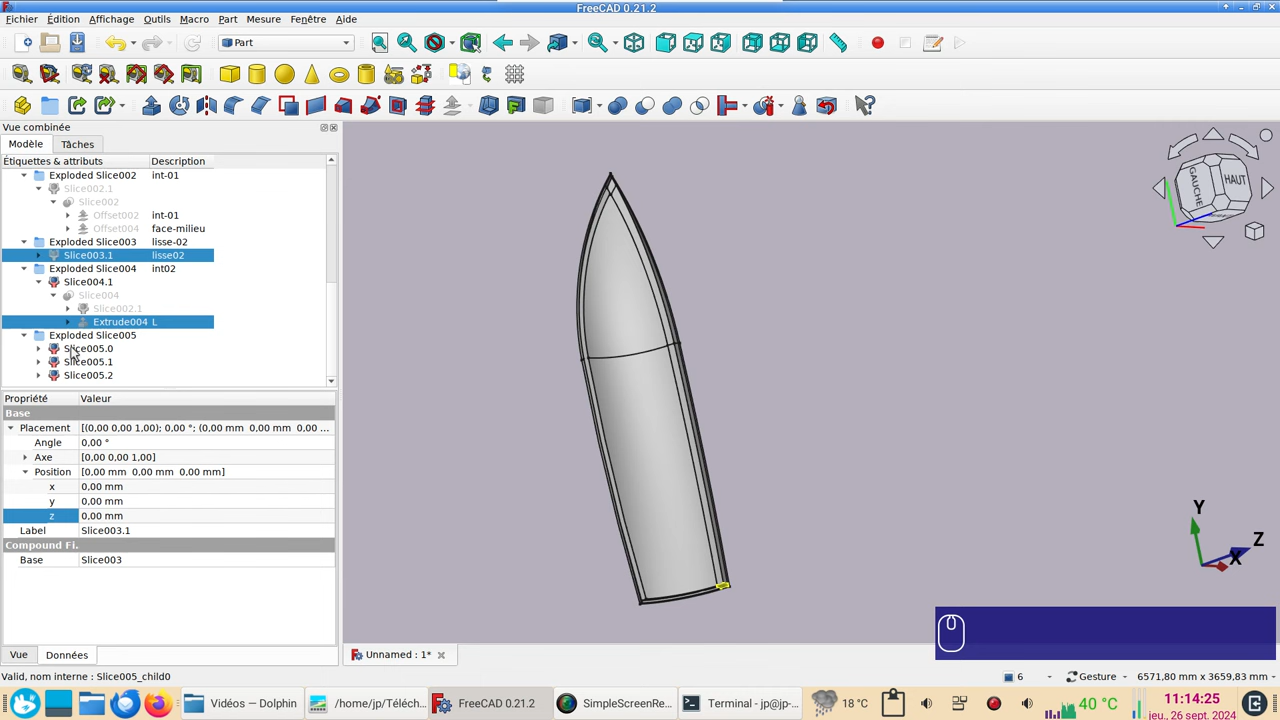 FreeCAD 0.21.2
Fichier Édition Affichage Outils Macro Part Mesure Fenêtre Aide
Part
Vue combinée
Modèle Tâches
Étiquettes & attributs Description
Exploded Slice002 int-01
Slice002.1
Slice002
Offset002 int-01
Offset004 face-milieu
Exploded Slice003 lisse-02
Slice003.1 lisse02
Exploded Slice004 int02
Slice004.1
Slice004
Slice002.1
Extrude004 L
Exploded Slice005
Slice005.0
Slice005.1
Slice005.2
Propriété Valeur
Base
Placement [(0,00 0,00 1,00); 0,00 °; (0,00 mm 0,00 mm 0,00 ...
Angle 0,00 °
Axe [0,00 0,00 1,00]
Position [0,00 mm 0,00 mm 0,00 mm]
x 0,00 mm
y 0,00 mm
z 0,00 mm
Label Slice003.1
Compound Fi.
Base Slice003
Vue Données
GAUCHE
HAUT
Y
Z
X
Unnamed : 1*
Valid, nom interne : Slice005_child0
6 Gesture 6571,80 mm x 3659,83 mm
Vidéos — Dolphin
/home/jp/Téléch...
FreeCAD 0.21.2
SimpleScreenRe...
Terminal - jp@jp-...
18 °C
40 °C
11:14:25
jeu., 26 sept. 2024